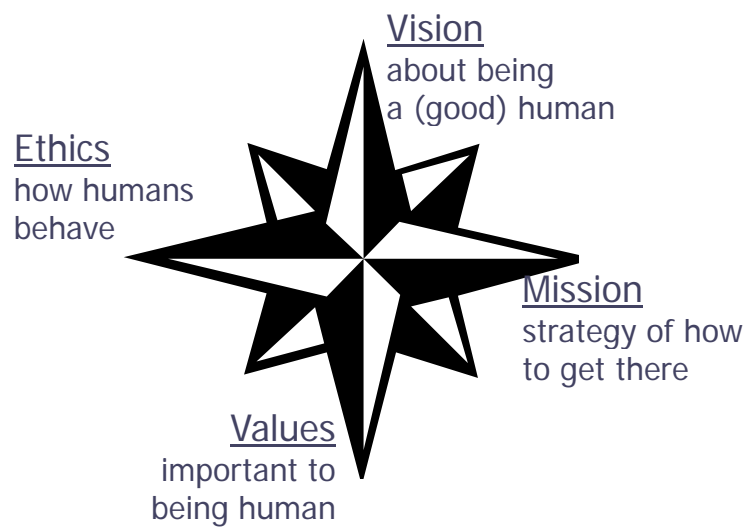 Vision
about being
a (good) human
Ethics
how humans
behave
Mission
strategy of how
to get there
Values
important to
being human